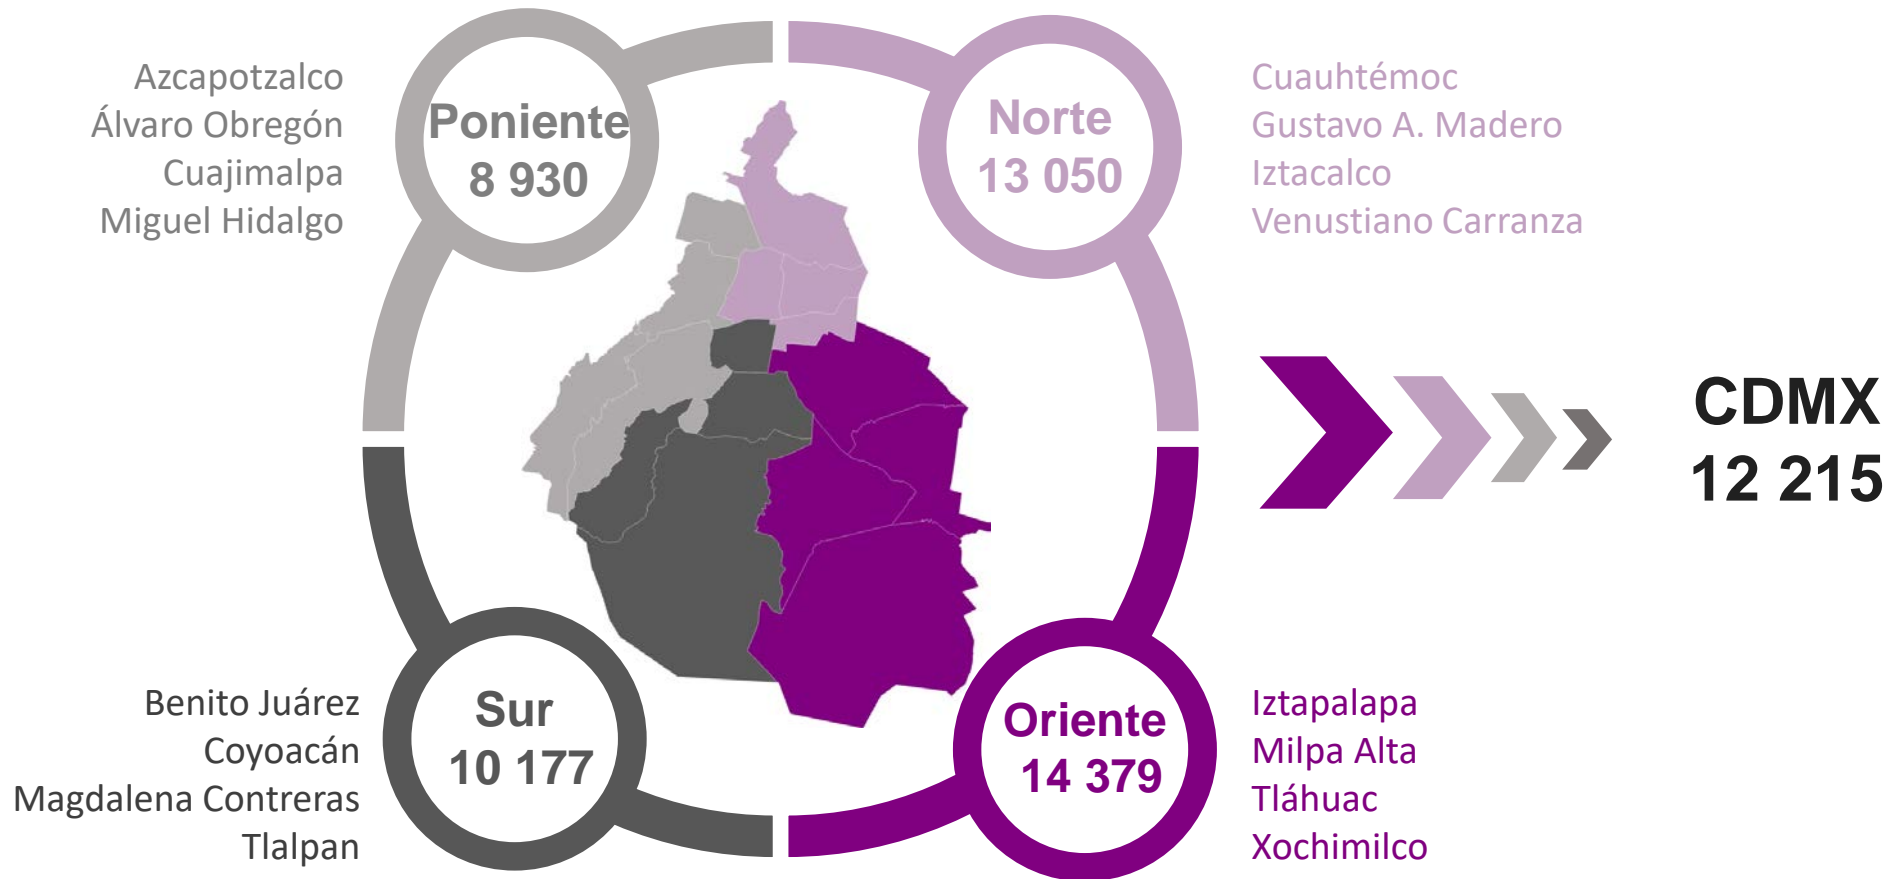 Azcapotzalco
Álvaro Obregón
Cuajimalpa
Miguel Hidalgo
Poniente
8 930
Norte
13 050
Cuauhtémoc
Gustavo A. Madero
Iztacalco
Venustiano Carranza
CDMX
12 215
Benito Juárez
Coyoacán
Magdalena Contreras
Tlalpan
Sur
10 177
Oriente
14 379
Iztapalapa
Milpa Alta
Tláhuac
Xochimilco